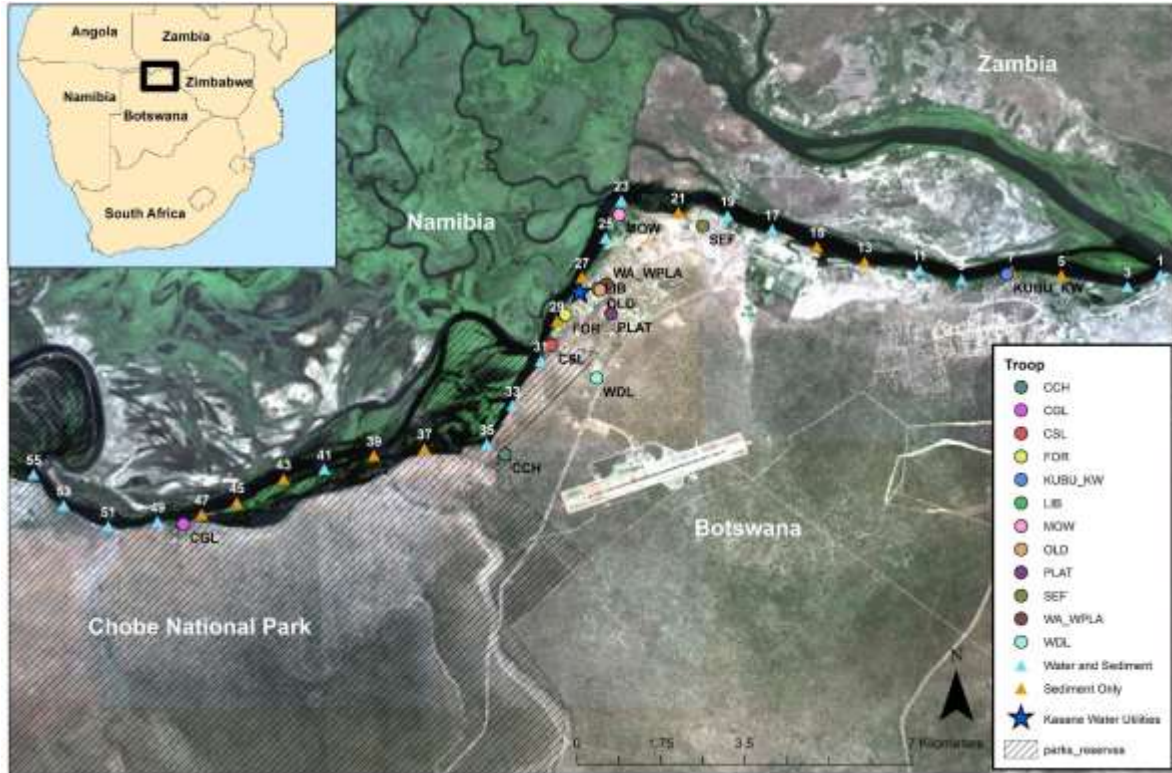 Angola
Zambia
Namibia
Zimbabwe
Botswana
South Africa
Zambia
Namibia
23
21
19
17
MOW
SEF
25
13
11
7
5
3
1
KUBU_KW
27
WA_WPLA
LIB
OLD
FOR
PLAT
31
CSL
WDL
33
35
CCH
37
39
41
43
45
47
49
51
53
55
CGL
Botswana
Chobe National Park
Troop
CCH
CGL
CSL
FOR
KUBU_KW
LIB
MOW
OLD
PLAT
SEF
WA_WPLA
WDL
Water and Sediment
Sediment Only
Kasane Water Utilities
parks_reserves
N
0 1.75 3.5 7 Kilometers